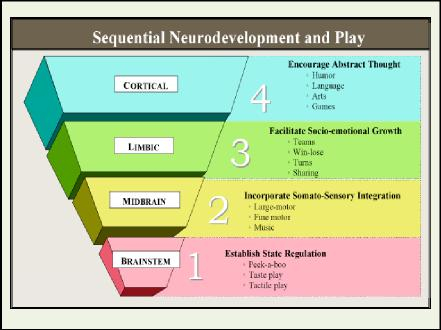 Sequential Neurodevelopment and Play
CORTICAL
4
Encourage Abstract Thought
◦ Humor
◦ Language
◦ Arts
◦ Games
LIMBIC
3
Facilitate Socio-emotional Growth
◦ Teams
◦ Win-lose
◦ Turns
◦ Sharing
MIDBRAIN
2
Incorporate Somato-Sensory Integration
◦ Large-motor
◦ Fine motor
◦ Music
BRAINSTEM
1
Establish State Regulation
◦ Peek-a-boo
◦ Taste play
◦ Tactile play